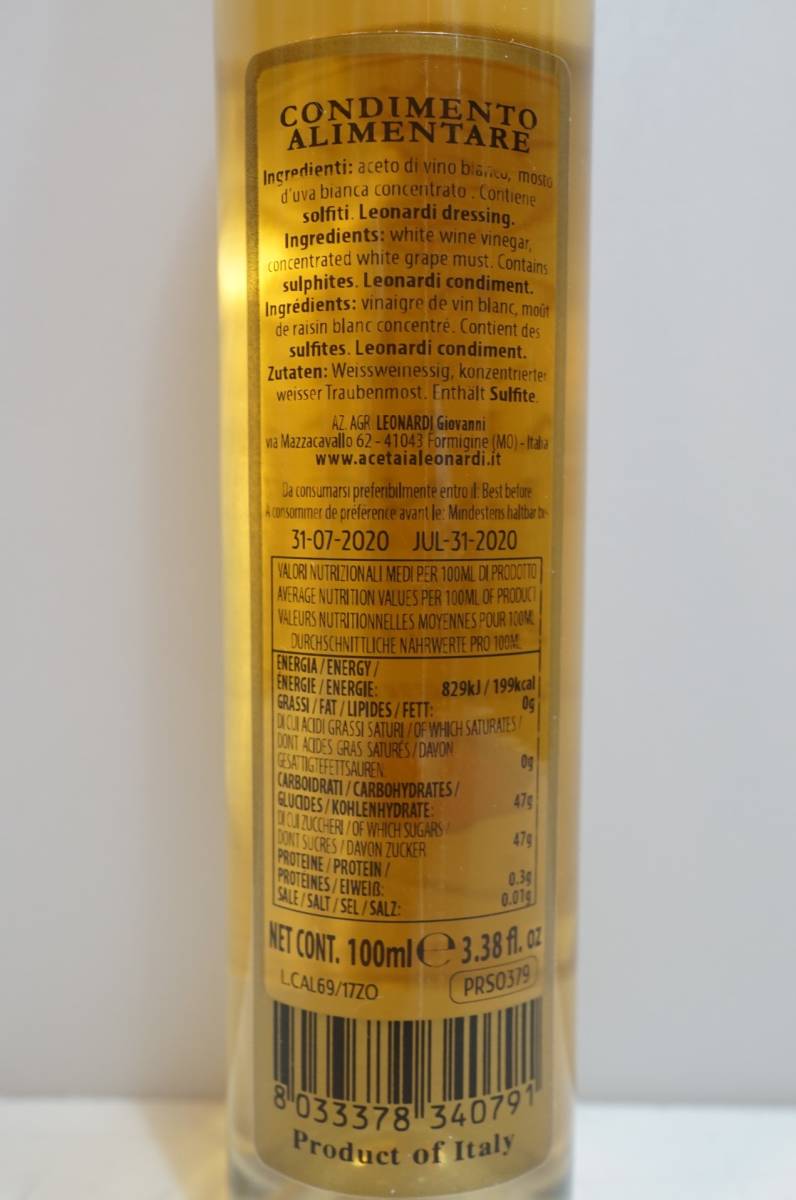 CONDIMENTO
ALIMENTARE
Ingredienti: aceto di vino bianco, mosto
d'uva bianca concentrato . Contiene
solfiti. Leonardi dressing.
Ingredients: white wine vinegar,
concentrated white grape must. Contains
sulphites. Leonardi condiment.
Ingrédients: vinaigre de vin blanc, moût
de raisin blanc concentré. Contient des
sulfites. Leonardi condiment.
Zutaten: Weissweinessig, konzentrierter
weisser Traubenmost. Enthält Sulfite.
AZ. AGR. LEONARDI Giovanni
via Mazzacavallo 62 - 41043 Formigine (MO) - Italia
www.acetaialeonardi.it
Da consumarsi preferibilmente entro il: Best before
A consommer de préférence avant le: Mindestens haltbar
31-07-2020 JUL-31-2020
VALORI NUTRIZIONALI MEDI PER 100ML DI PRODOTTO
AVERAGE NUTRITION VALUES PER 100ML OF PRODUCT
VALEURS NUTRITIONNELLES MOYENNES POUR 100ML
DURCHSCHNITTLICHE NAHRWERTE PRO 100ML
ENERGIA / ENERGY /
ÉNERGIE / ENERGIE: 829kJ / 199kcal
GRASSI / FAT / LIPIDES / FETT: 0g
DI CUI ACIDI GRASSI SATURI / OF WHICH SATURATES /
DONT ACIDES GRAS SATURÉS / DAVON
GESATTIGTEFETTSAUREN: 0g
CARBOIDRATI / CARBOHYDRATES /
GLUCIDES / KOHLENHYDRATE: 47g
DI CUI ZUCCHERI / OF WHICH SUGARS /
DONT SUCRES / DAVON ZUCKER 47g
PROTEINE / PROTEIN /
PROTÉINES / EIWEIß: 0.3g
SALE / SALT / SEL / SALZ: 0.01g
NET CONT. 100ml e 3.38 fl. oz
L.CAL69/17ZO PRS0379
8 033378 340791
Product of Italy